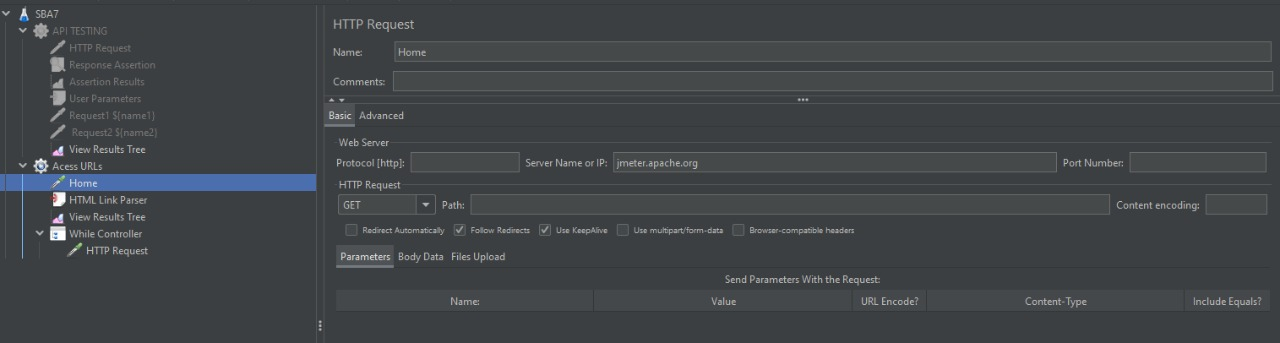 SBA7
API TESTING
HTTP Request
Response Assertion
Assertion Results
User Parameters
Request1 ${name1}
Request2 ${name2}
View Results Tree
Acess URLs
Home
HTML Link Parser
View Results Tree
While Controller
HTTP Request
HTTP Request
Name: Home
Comments:
Basic Advanced
Web Server
Protocol [http]: Server Name or IP: jmeter.apache.org Port Number:
HTTP Request
GET Path: Content encoding:
Redirect Automatically Follow Redirects Use KeepAlive Use multipart/form-data Browser-compatible headers
Parameters Body Data Files Upload
Send Parameters With the Request:
Name: Value URL Encode? Content-Type Include Equals?